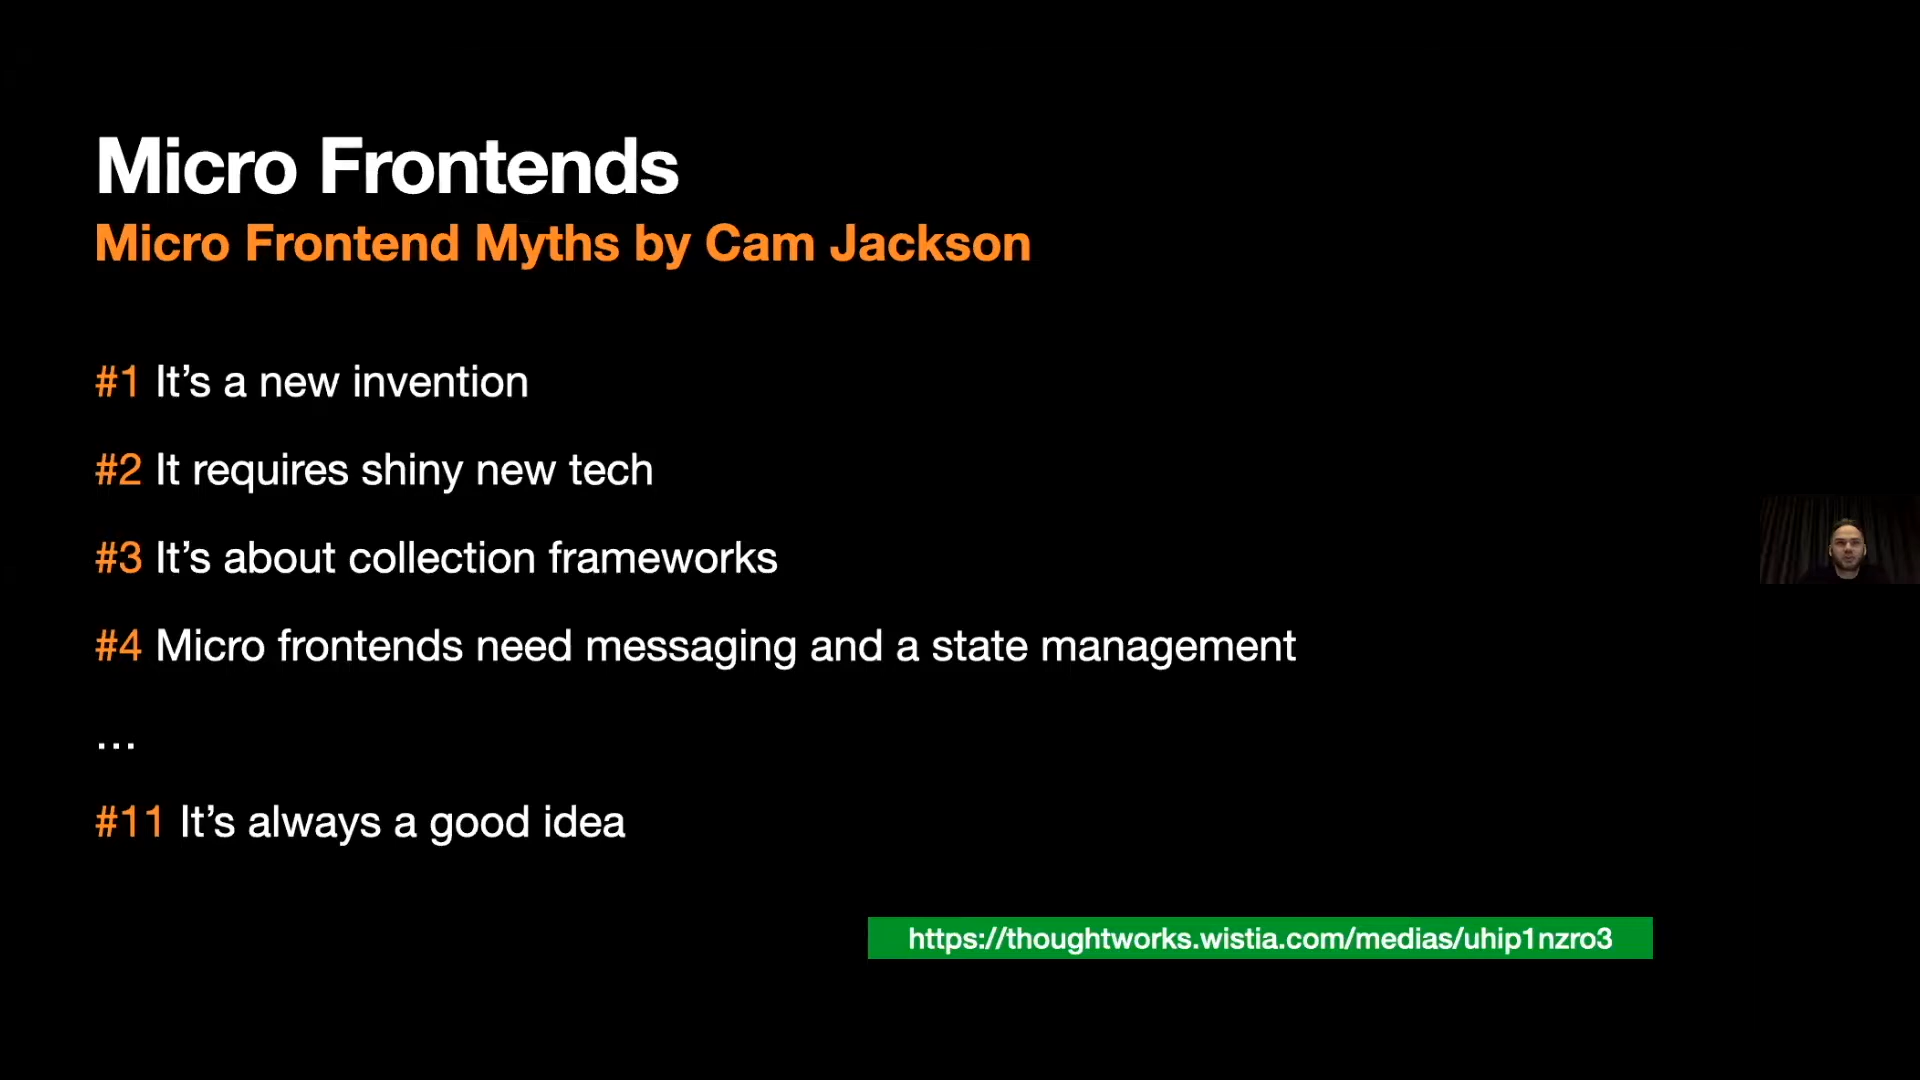 Micro Frontends
Micro Frontend Myths by Cam Jackson
#1 It’s a new invention
#2 It requires shiny new tech
#3 It’s about collection frameworks
#4 Micro frontends need messaging and a state management
…
#11 It’s always a good idea
https://thoughtworks.wistia.com/medias/uhip1nzro3